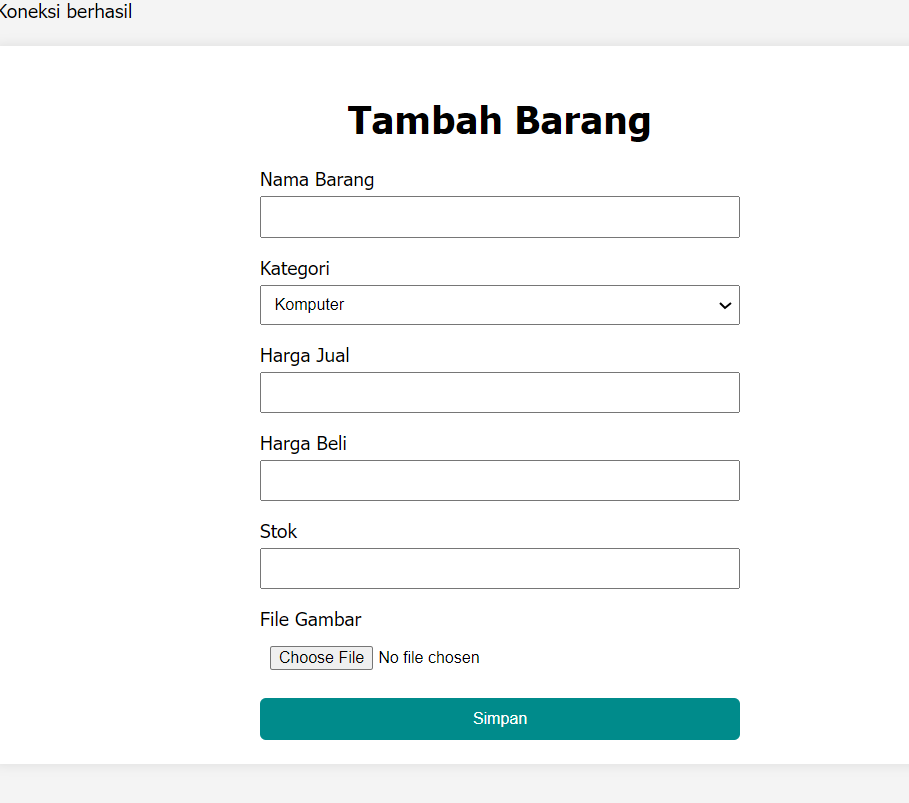 Koneksi berhasil
Tambah Barang
Nama Barang
Kategori
Komputer
Harga Jual
Harga Beli
Stok
File Gambar
Choose File No file chosen
Simpan